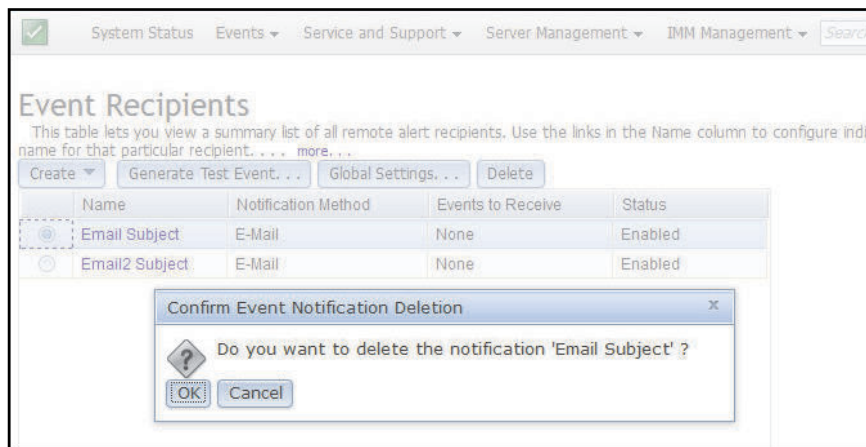 System Status Events Service and Support Server Management IMM Management Searc
Event Recipients
This table lets you view a summary list of all remote alert recipients. Use the links in the Name column to configure indi
name for that particular recipient. . . . more. . .
Create Generate Test Event. . . Global Settings. . . Delete
Name Notification Method Events to Receive Status
Email Subject E-Mail None Enabled
Email2 Subject E-Mail None Enabled
Confirm Event Notification Deletion x
Do you want to delete the notification 'Email Subject' ?
OK Cancel